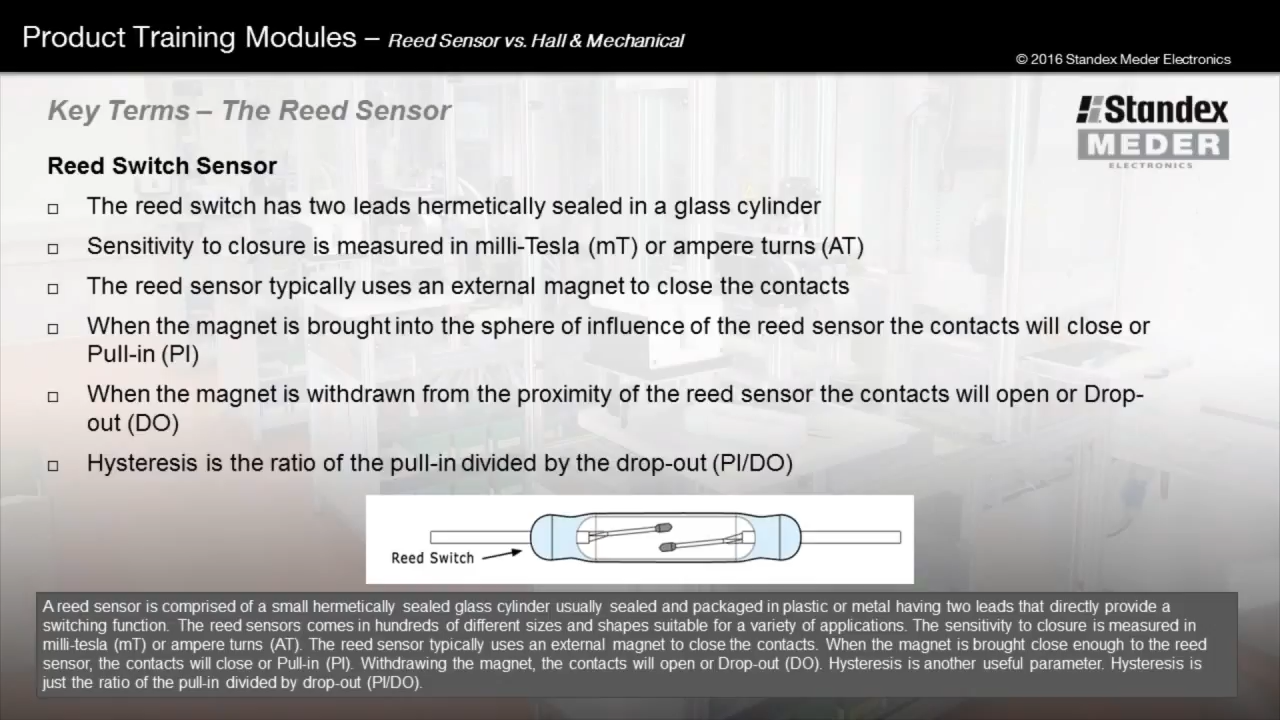 Product Training Modules – Reed Sensor vs. Hall & Mechanical
© 2016 Standex Meder Electronics
Key Terms – The Reed Sensor
Standex
MEDER
ELECTRONICS
Reed Switch Sensor
The reed switch has two leads hermetically sealed in a glass cylinder
Sensitivity to closure is measured in milli-Tesla (mT) or ampere turns (AT)
The reed sensor typically uses an external magnet to close the contacts
When the magnet is brought into the sphere of influence of the reed sensor the contacts will close or
Pull-in (PI)
When the magnet is withdrawn from the proximity of the reed sensor the contacts will open or Drop-
out (DO)
Hysteresis is the ratio of the pull-in divided by the drop-out (PI/DO)
Reed Switch
A reed sensor is comprised of a small hermetically sealed glass cylinder usually sealed and packaged in plastic or metal having two leads that directly provide a
switching function. The reed sensors comes in hundreds of different sizes and shapes suitable for a variety of applications. The sensitivity to closure is measured in
milli-tesla (mT) or ampere turns (AT). The reed sensor typically uses an external magnet to close the contacts. When the magnet is brought close enough to the reed
sensor, the contacts will close or Pull-in (PI). Withdrawing the magnet, the contacts will open or Drop-out (DO). Hysteresis is another useful parameter. Hysteresis is
just the ratio of the pull-in divided by drop-out (PI/DO).